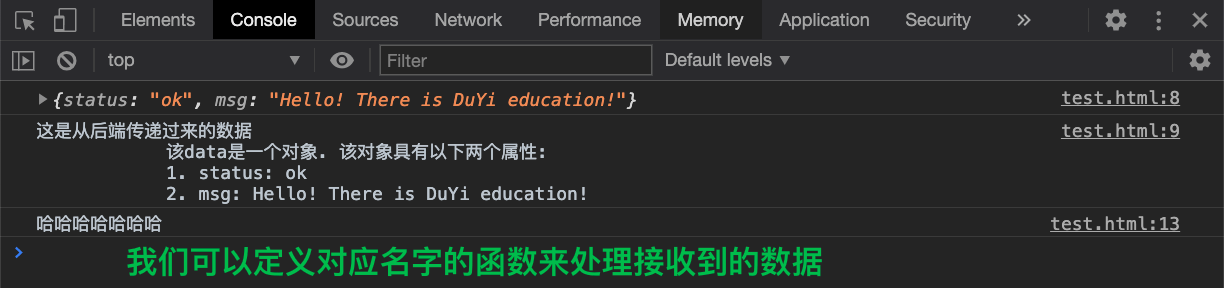 Elements Console Sources Network Performance Memory Application Security »
top ▼ Filter Default levels ▼
▶{status: "ok", msg: "Hello! There is DuYi education!"} test.html:8
这是从后端传递过来的数据 test.html:9
该data是一个对象. 该对象具有以下两个属性:
1. status: ok
2. msg: Hello! There is DuYi education!
哈哈哈哈哈哈哈 test.html:13
> 我们可以定义对应名字的函数来处理接收到的数据